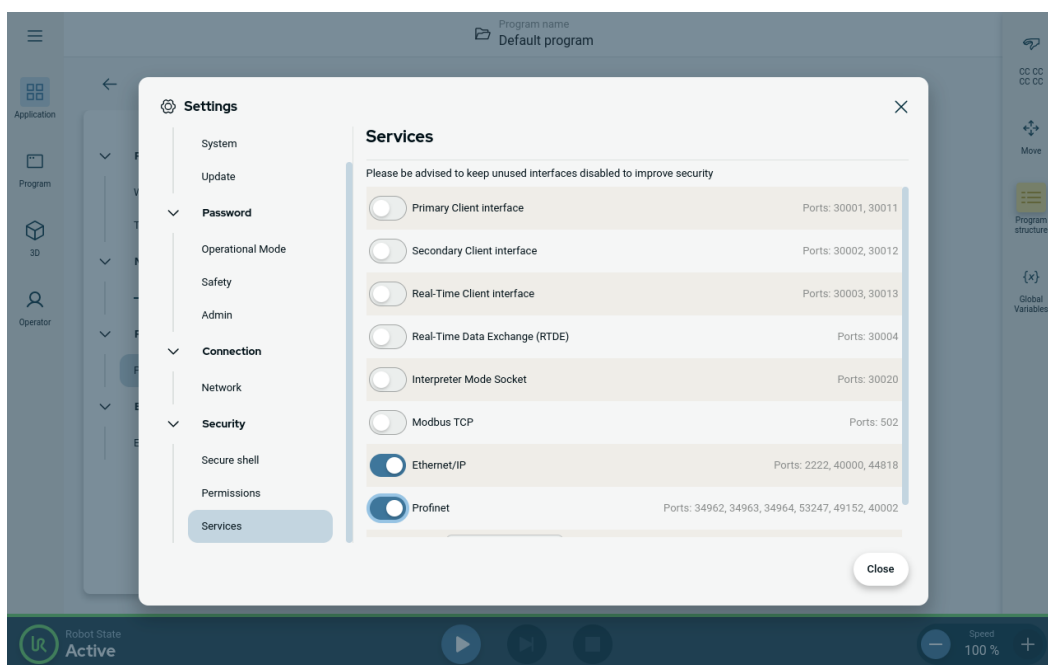 Program name
Default program
Application
Program
3D
Operator
CC CC
CC CC
Move
Program
structure
{x}
Global
Variables
Settings
System
Update
Password
Operational Mode
Safety
Admin
Connection
Network
Security
Secure shell
Permissions
Services
Services
Please be advised to keep unused interfaces disabled to improve security
Primary Client interface Ports: 30001, 30011
Secondary Client interface Ports: 30002, 30012
Real-Time Client interface Ports: 30003, 30013
Real-Time Data Exchange (RTDE) Ports: 30004
Interpreter Mode Socket Ports: 30020
Modbus TCP Ports: 502
Ethernet/IP Ports: 2222, 40000, 44818
Profinet Ports: 34962, 34963, 34964, 53247, 49152, 40002
Close
UR
Robot State
Active
Speed
100 %